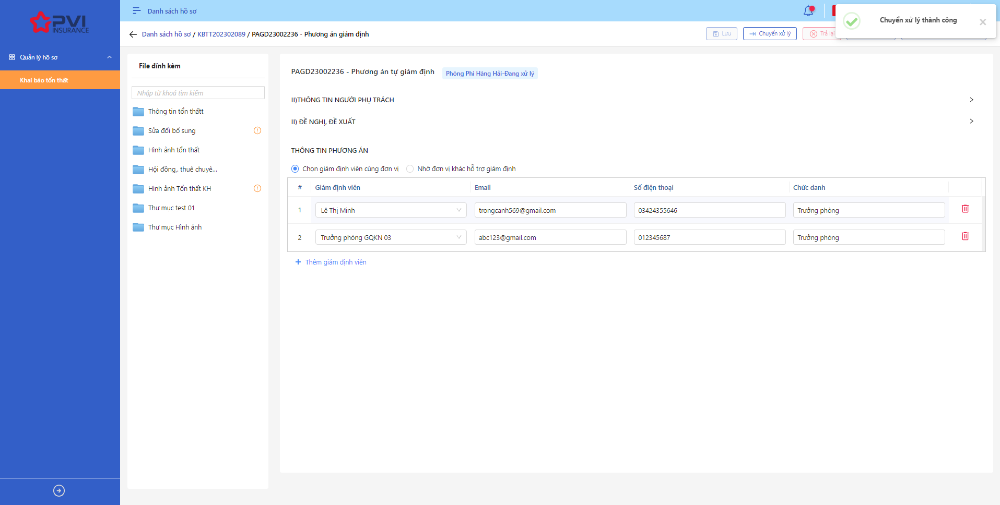 PVI
INSURANCE
Quản lý hồ sơ
Khai báo tổn thất
Danh sách hồ sơ
Danh sách hồ sơ / KBTT202302089 / PAGD23002236 - Phương án giám định
Lưu
Chuyển xử lý
Trả lại
Chuyển xử lý thành công
File đính kèm
Nhập từ khoá tìm kiếm
Thông tin tổn thấtt
Sửa đổi bổ sung
Hình ảnh tổn thất
Hội đồng,. thuê chuyê...
Hình ảnh Tổn thất KH
Thư mục test 01
Thư mục Hình ảnh
PAGD23002236 - Phương án tự giám định
Phòng Phi Hàng Hải-Đang xử lý
II)THÔNG TIN NGƯỜI PHỤ TRÁCH
II) ĐỀ NGHỊ, ĐỀ XUẤT
THÔNG TIN PHƯƠNG ÁN
Chọn giám định viên cùng đơn vị
Nhờ đơn vị khác hỗ trợ giám định
# Giám định viên Email Số điện thoại Chức danh
1 Lê Thị Minh trongcanh569@gmail.com 03424355646 Trưởng phòng
2 Trưởng phòng GQKN 03 abc123@gmail.com 012345687 Trưởng phòng
+ Thêm giám định viên